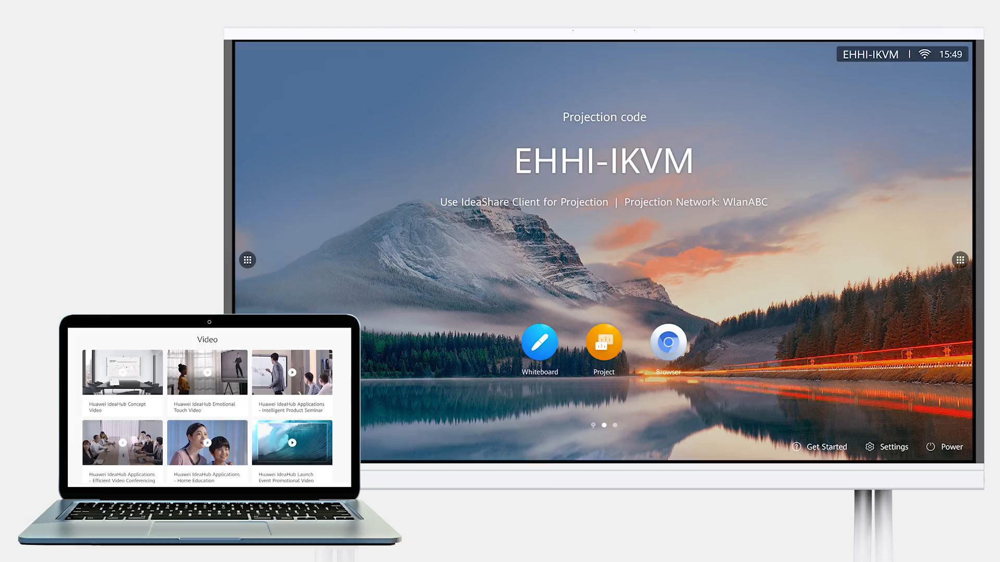 EHHI-IKVM | 15:49
Projection code
EHHI-IKVM
Use IdeaShare Client for Projection | Projection Network: WlanABC
Whiteboard
Project
Browser
Get Started
Settings
Power
Video
Huawei IdeaHub Concept
Video
Huawei IdeaHub Emotional
Touch Video
Huawei IdeaHub Applications
- Intelligent Product Seminar
Huawei IdeaHub Applications
- Efficient Video Conferencing
Huawei IdeaHub Applications
- Home Education
Huawei IdeaHub Launch
Event Promotional Video